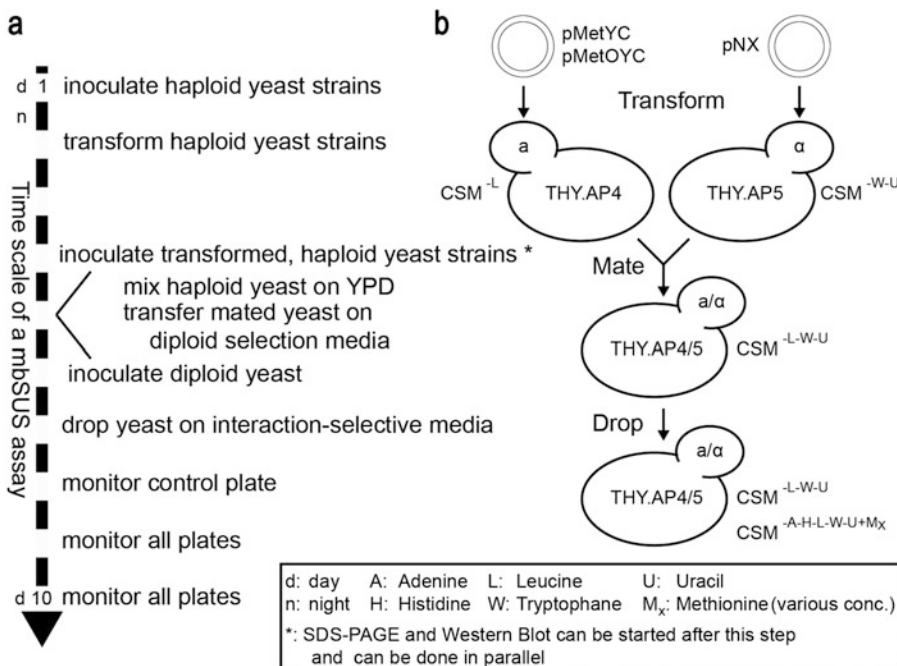 a
d 1 inoculate haploid yeast strains
n
transform haploid yeast strains
inoculate transformed, haploid yeast strains *
mix haploid yeast on YPD
transfer mated yeast on
diploid selection media
inoculate diploid yeast
drop yeast on interaction-selective media
monitor control plate
monitor all plates
d 10 monitor all plates
Time scale of a mbSUS assay
b
pMetYC
pMetOYC
pNX
Transform
a
α
CSM -L
THY.AP4
THY.AP5
CSM -W-U
Mate
a/α
THY.AP4/5
CSM -L-W-U
Drop
a/α
THY.AP4/5
CSM -L-W-U
CSM -A-H-L-W-U+Mx
d: day A: Adenine L: Leucine U: Uracil
n: night H: Histidine W: Tryptophane Mx: Methionine (various conc.)
*: SDS-PAGE and Western Blot can be started after this step
and can be done in parallel